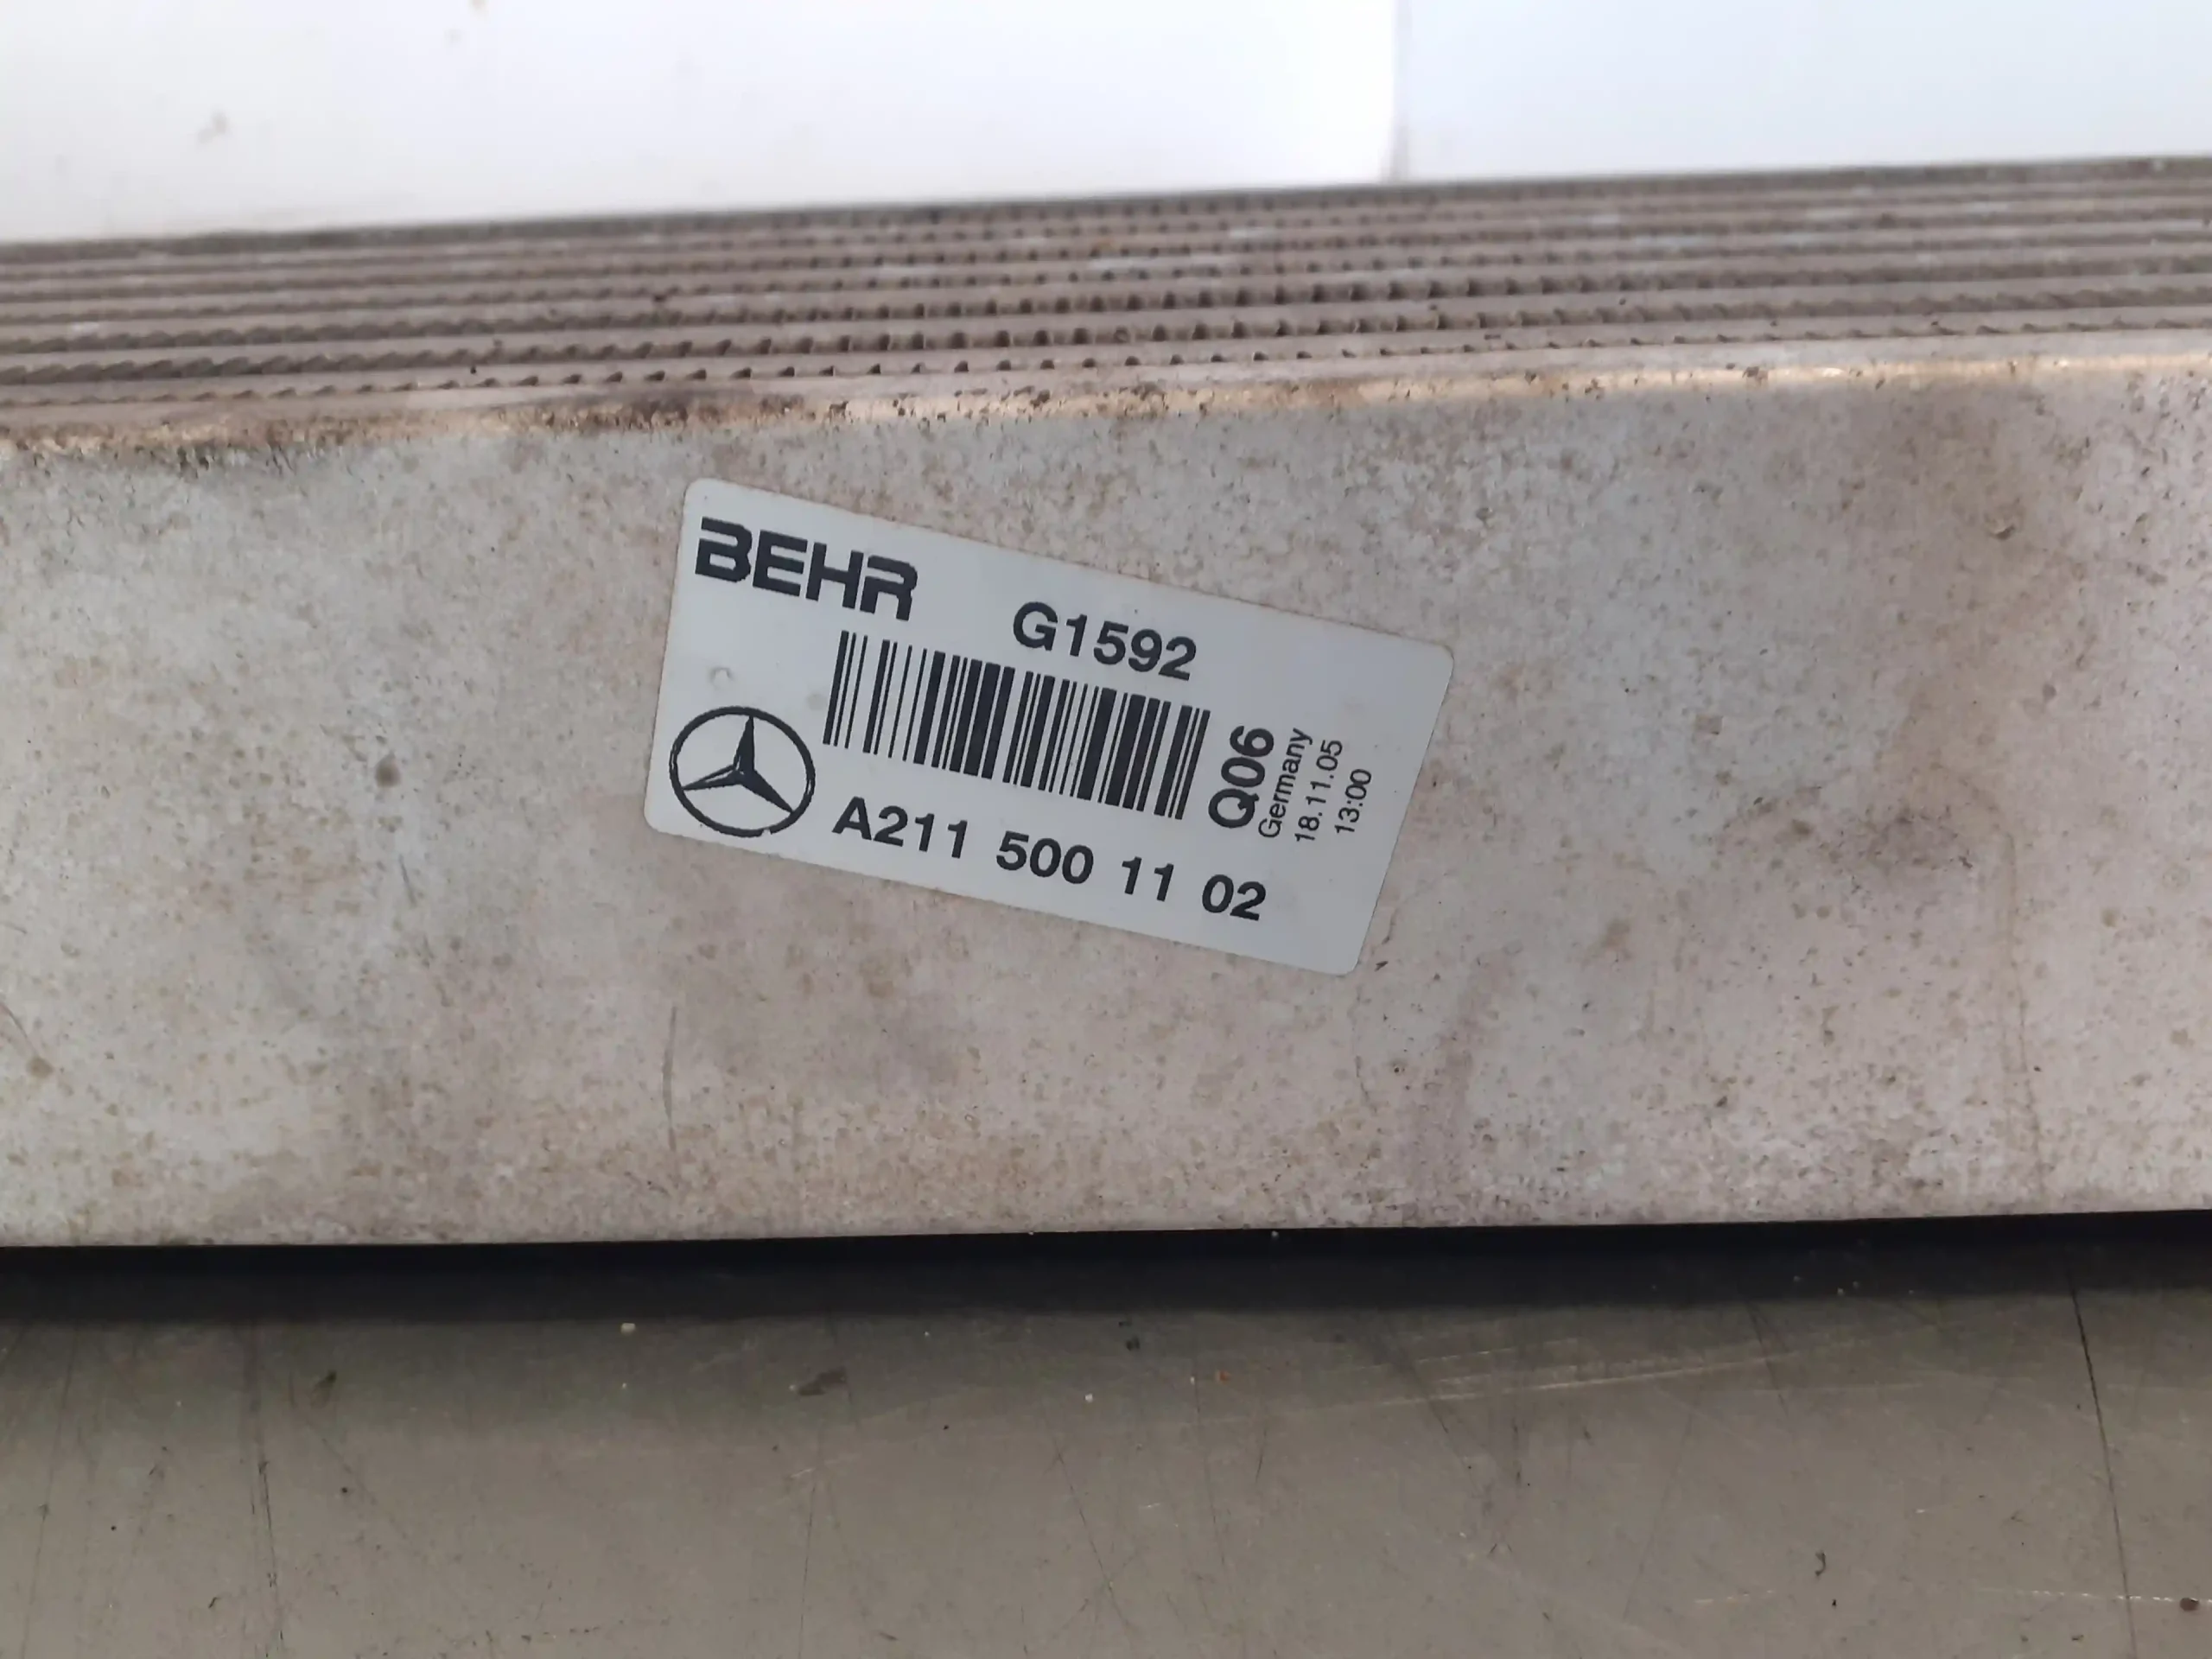 BEHR
G1592
Q06
Germany
18.11.05
13:00
A211 500 11 02